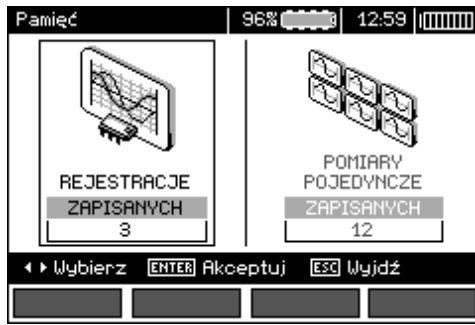 Pamięć 96% 12:59
REJESTRACJE
ZAPISANYCH
3
POMIARY
POJEDYNCZE
ZAPISANYCH
12
Wybierz ENTER Akceptuj ESC Wyjdź